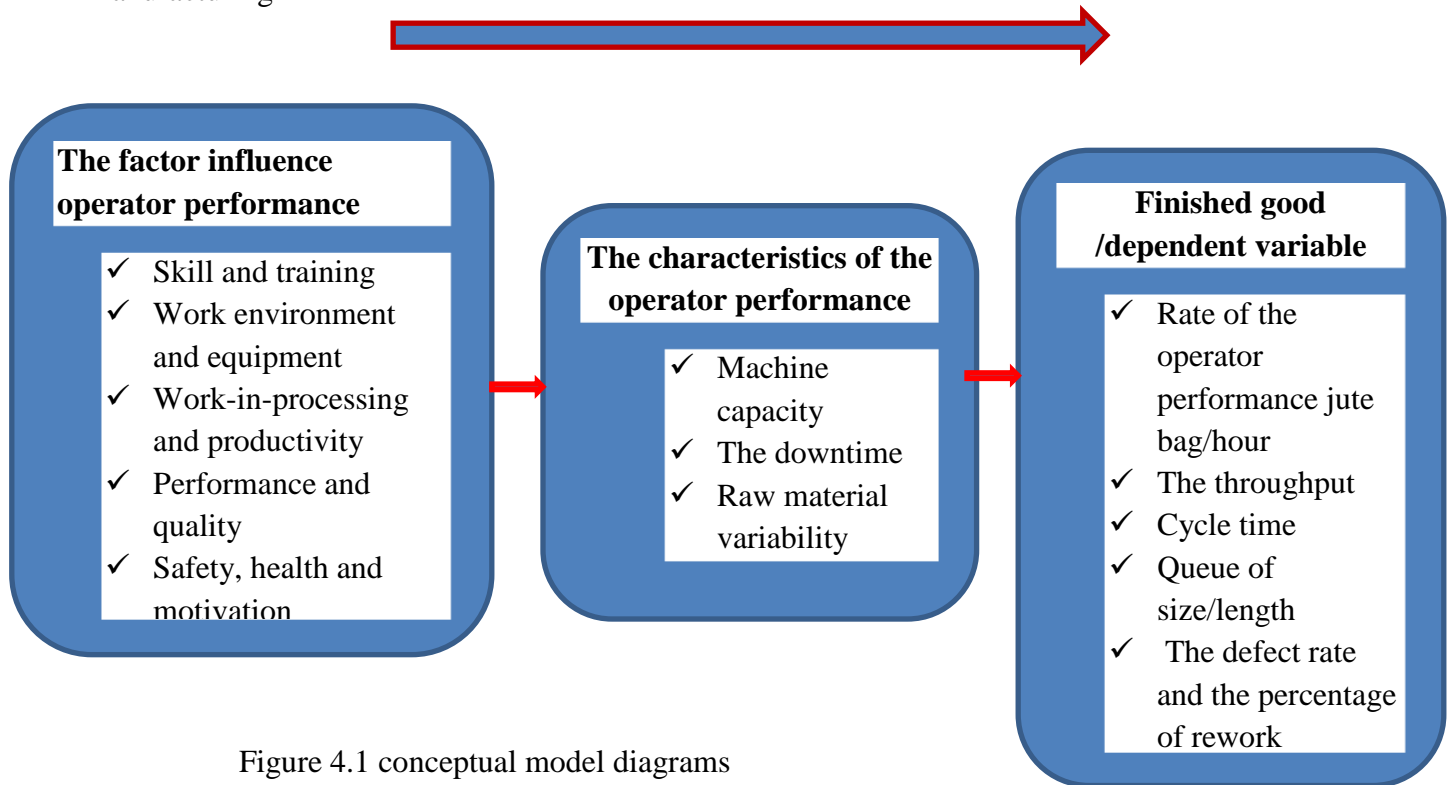 The factor influence
operator performance
✓ Skill and training
✓ Work environment
and equipment
✓ Work-in-processing
and productivity
✓ Performance and
quality
✓ Safety, health and
motivation
The characteristics of the
operator performance
✓ Machine
capacity
✓ The downtime
✓ Raw material
variability
Finished good
/dependent variable
✓ Rate of the
operator
performance jute
bag/hour
✓ The throughput
✓ Cycle time
✓ Queue of
size/length
✓ The defect rate
and the percentage
of rework
Figure 4.1 conceptual model diagrams